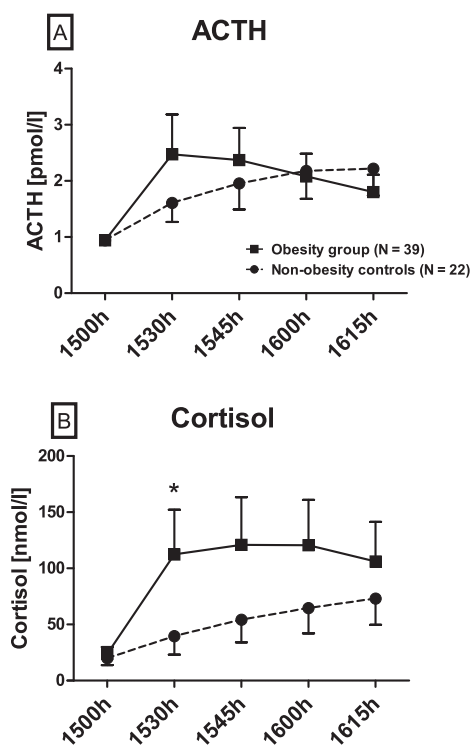 A
ACTH
ACTH [pmol/l]
4
3
2
1
0
Obesity group (N = 39)
Non-obesity controls (N = 22)
1500h
1530h
1545h
1600h
1615h
B
Cortisol
Cortisol [nmol/l]
200
150
100
50
0
*
1500h
1530h
1545h
1600h
1615h